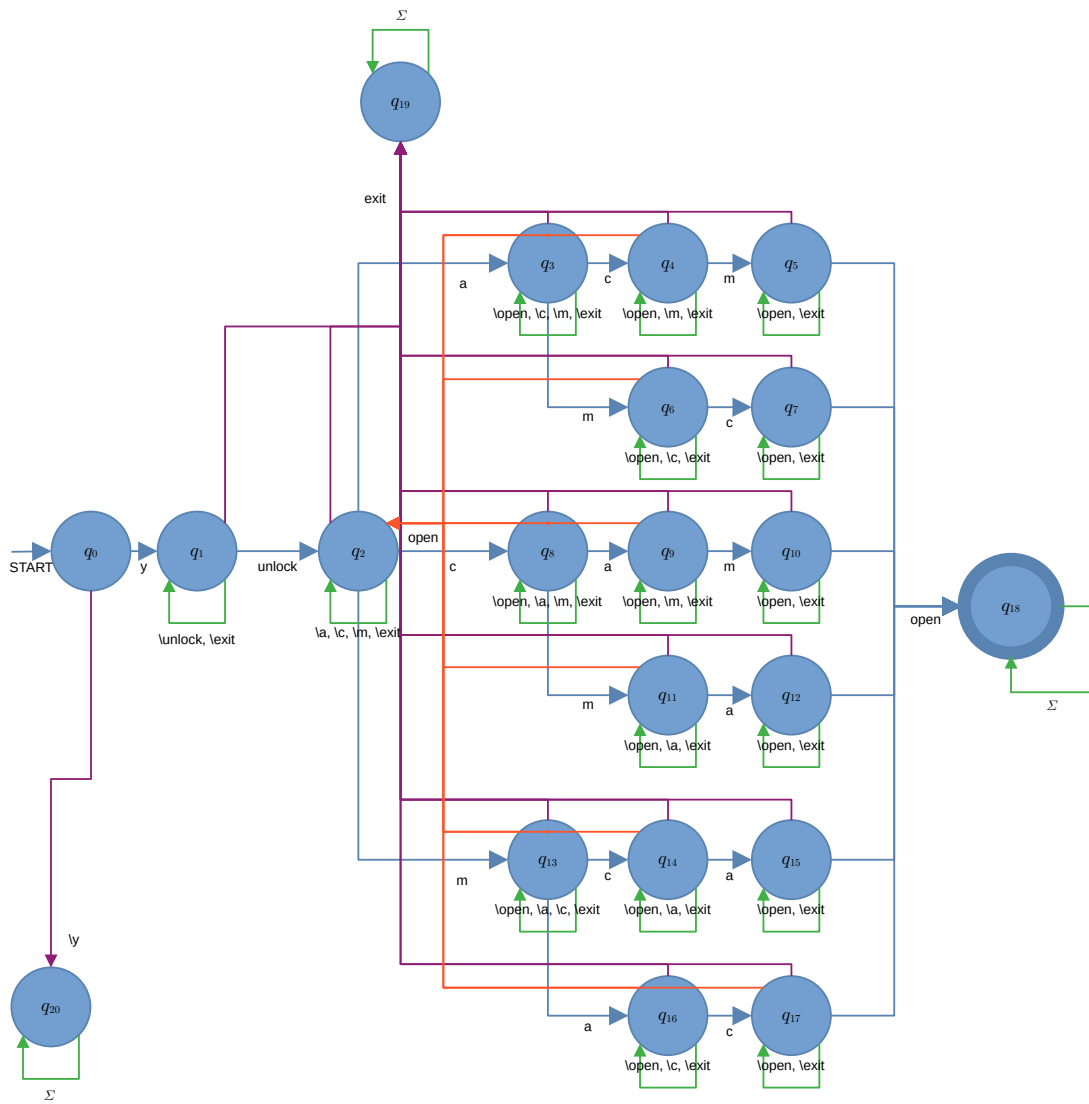 Σ
q19
exit
q3
q4
q5
a
c
m
\open, \c, \m, \exit
\open, \m, \exit
\open, \exit
q6
q7
m
c
\open, \c, \exit
\open, \exit
q0
q1
q2
q8
q9
q10
open
START
y
unlock
c
a
m
\open, \a, \m, \exit
\open, \m, \exit
\open, \exit
\unlock, \exit
\a, \c, \m, \exit
q18
open
q11
q12
m
a
Σ
\open, \a, \exit
\open, \exit
q13
q14
q15
m
c
a
\open, \a, \c, \exit
\open, \a, \exit
\open, \exit
\y
q20
q16
q17
a
c
\open, \c, \exit
\open, \exit
Σ